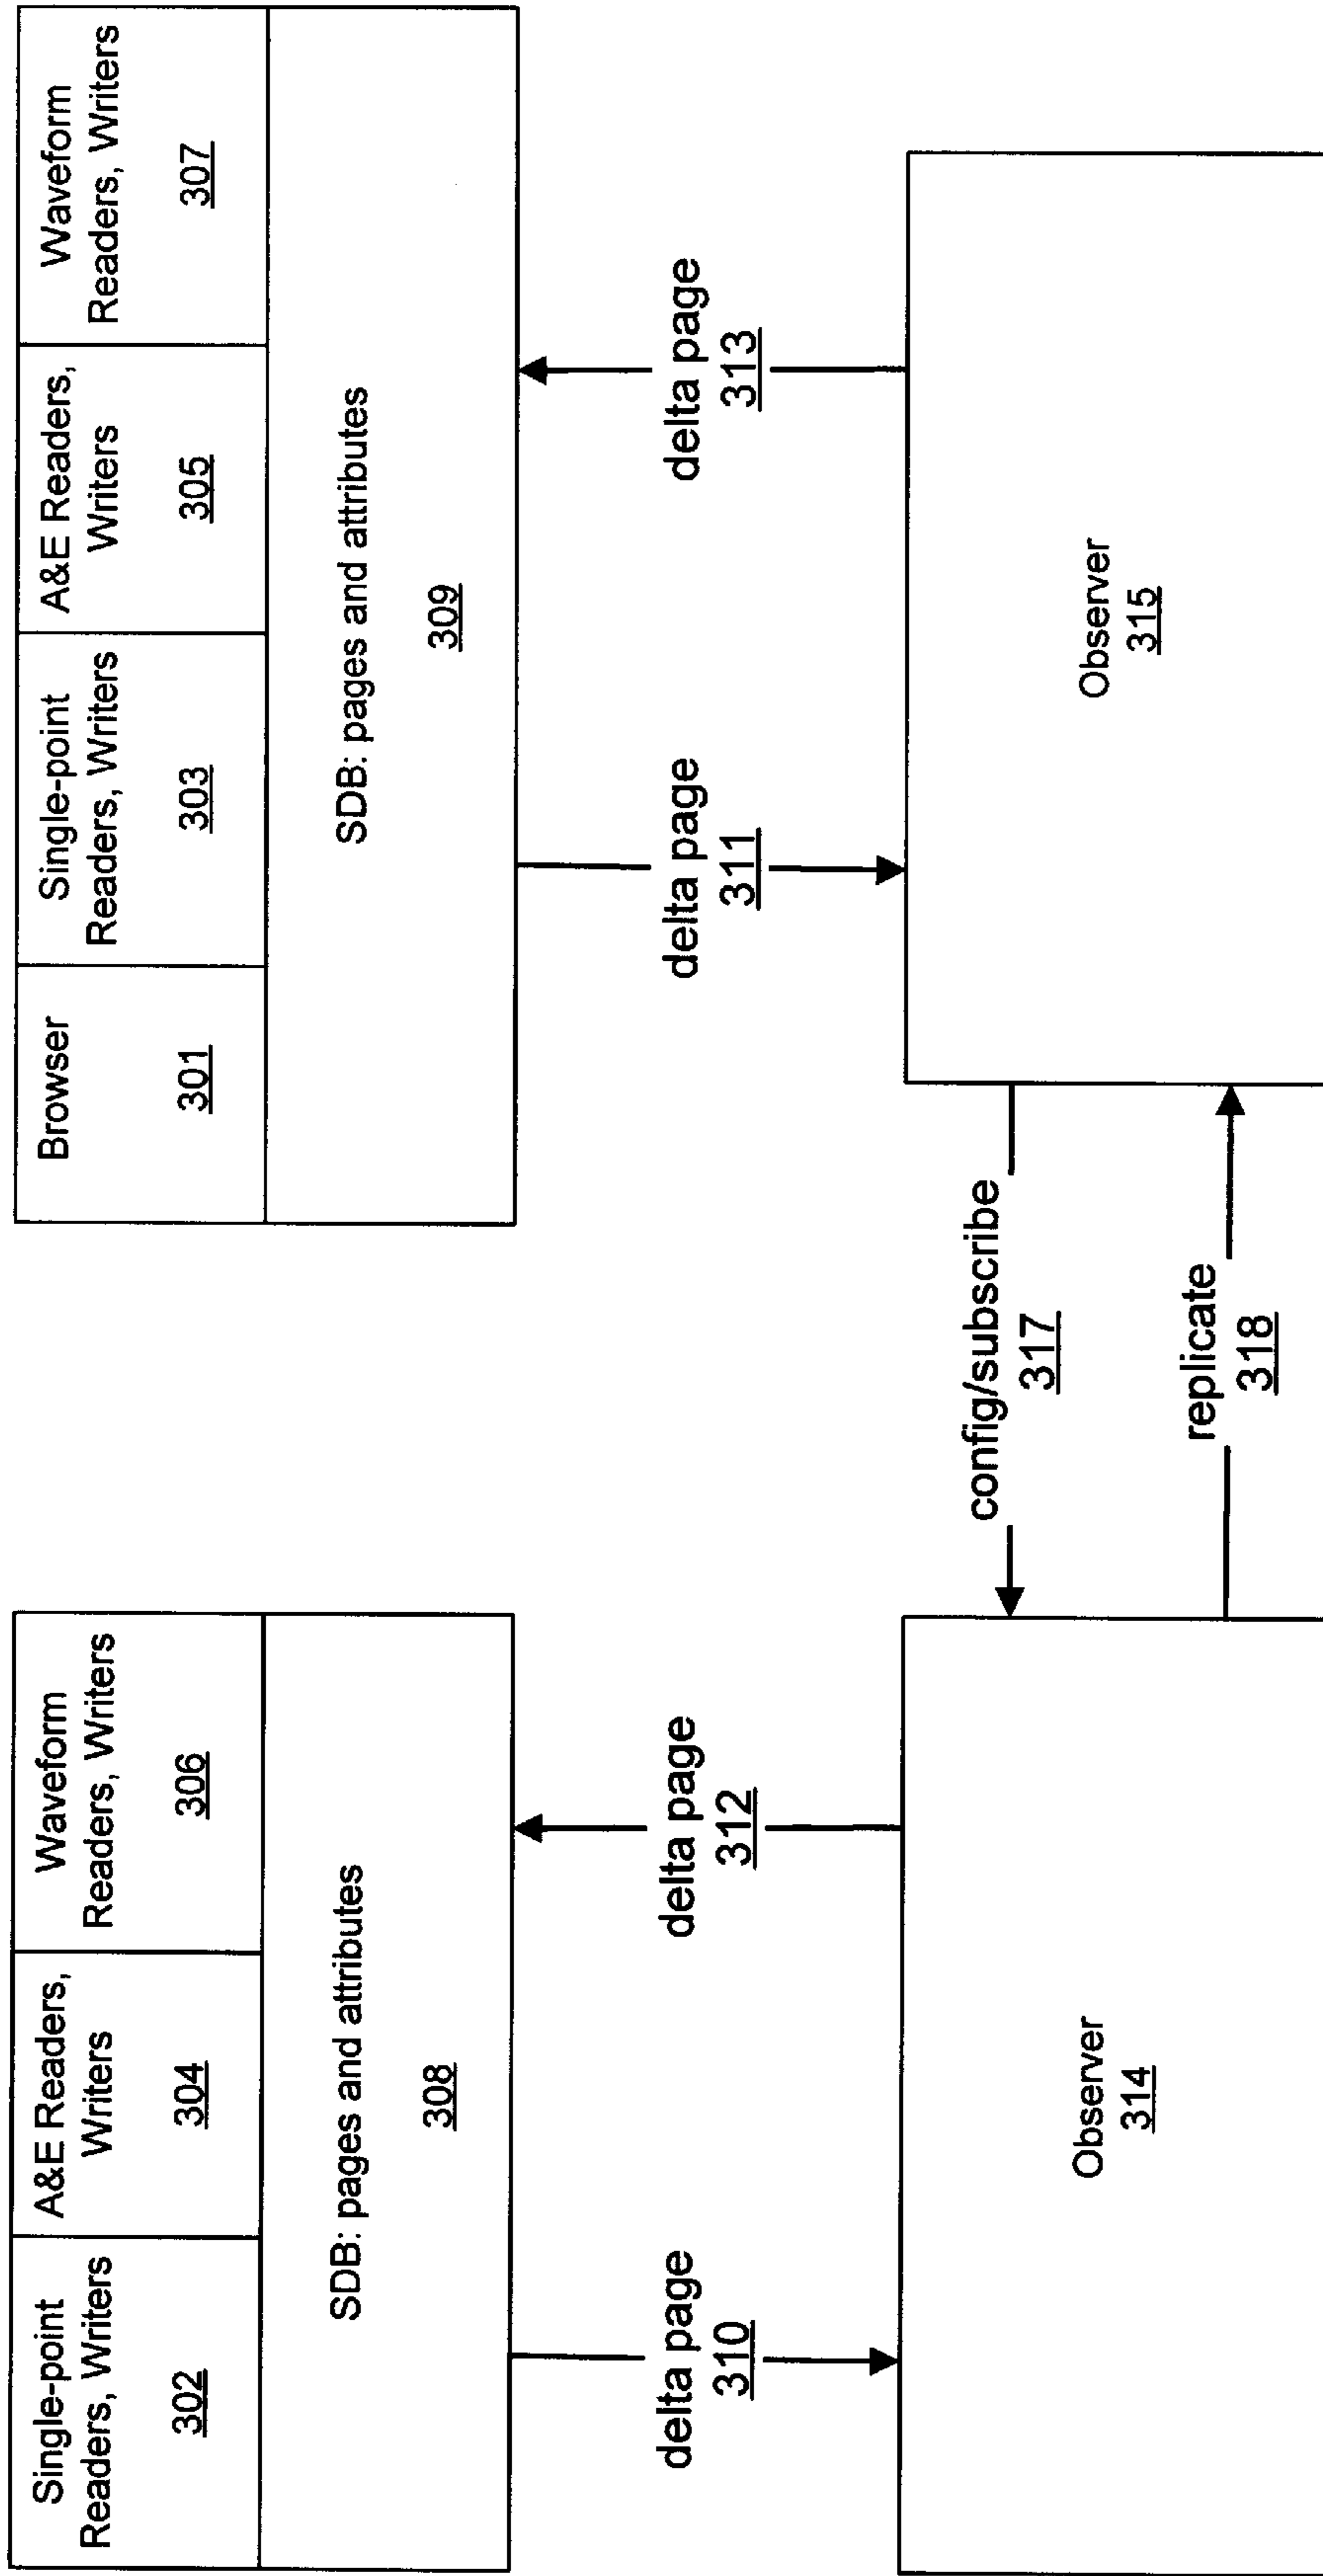 Single-point
Readers, Writers
302
A&E Readers,
Writers
304
Waveform
Readers, Writers
306
SDB: pages and attributes
308
Browser
301
Single-point
Readers, Writers
303
A&E Readers,
Writers
305
Waveform
Readers, Writers
307
SDB: pages and attributes
309
delta page
310
delta page
312
delta page
311
delta page
313
Observer
314
config/subscribe
317
replicate
318
Observer
315